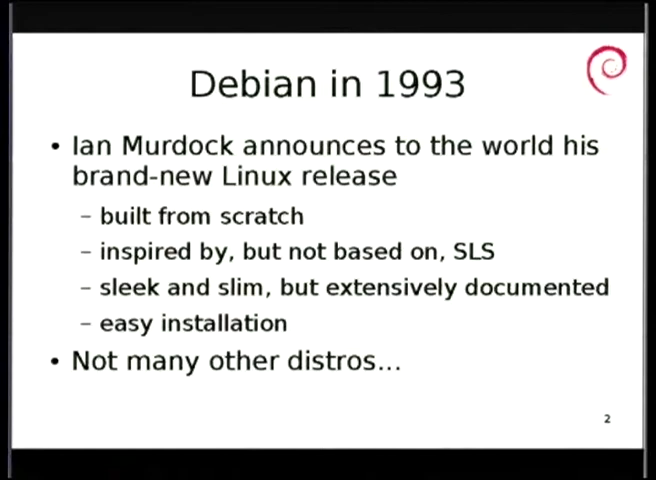 Debian in 1993
• Ian Murdock announces to the world his
brand-new Linux release
– built from scratch
– inspired by, but not based on, SLS
– sleek and slim, but extensively documented
– easy installation
• Not many other distros...
2